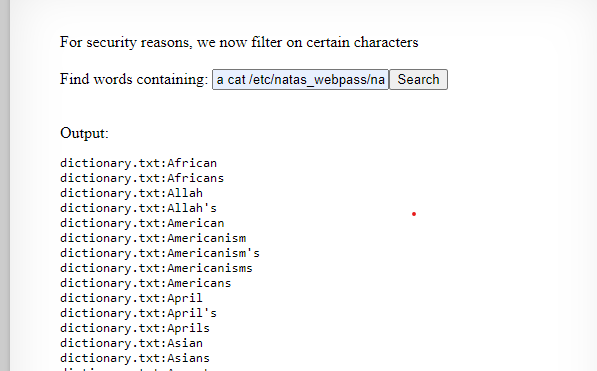 For security reasons, we now filter on certain characters
Find words containing: a cat /etc/natas_webpass/na Search
Output:
dictionary.txt:African
dictionary.txt:Africans
dictionary.txt:Allah
dictionary.txt:Allah's
dictionary.txt:American
dictionary.txt:Americanism
dictionary.txt:Americanism's
dictionary.txt:Americanisms
dictionary.txt:Americans
dictionary.txt:April
dictionary.txt:April's
dictionary.txt:Aprils
dictionary.txt:Asian
dictionary.txt:Asians